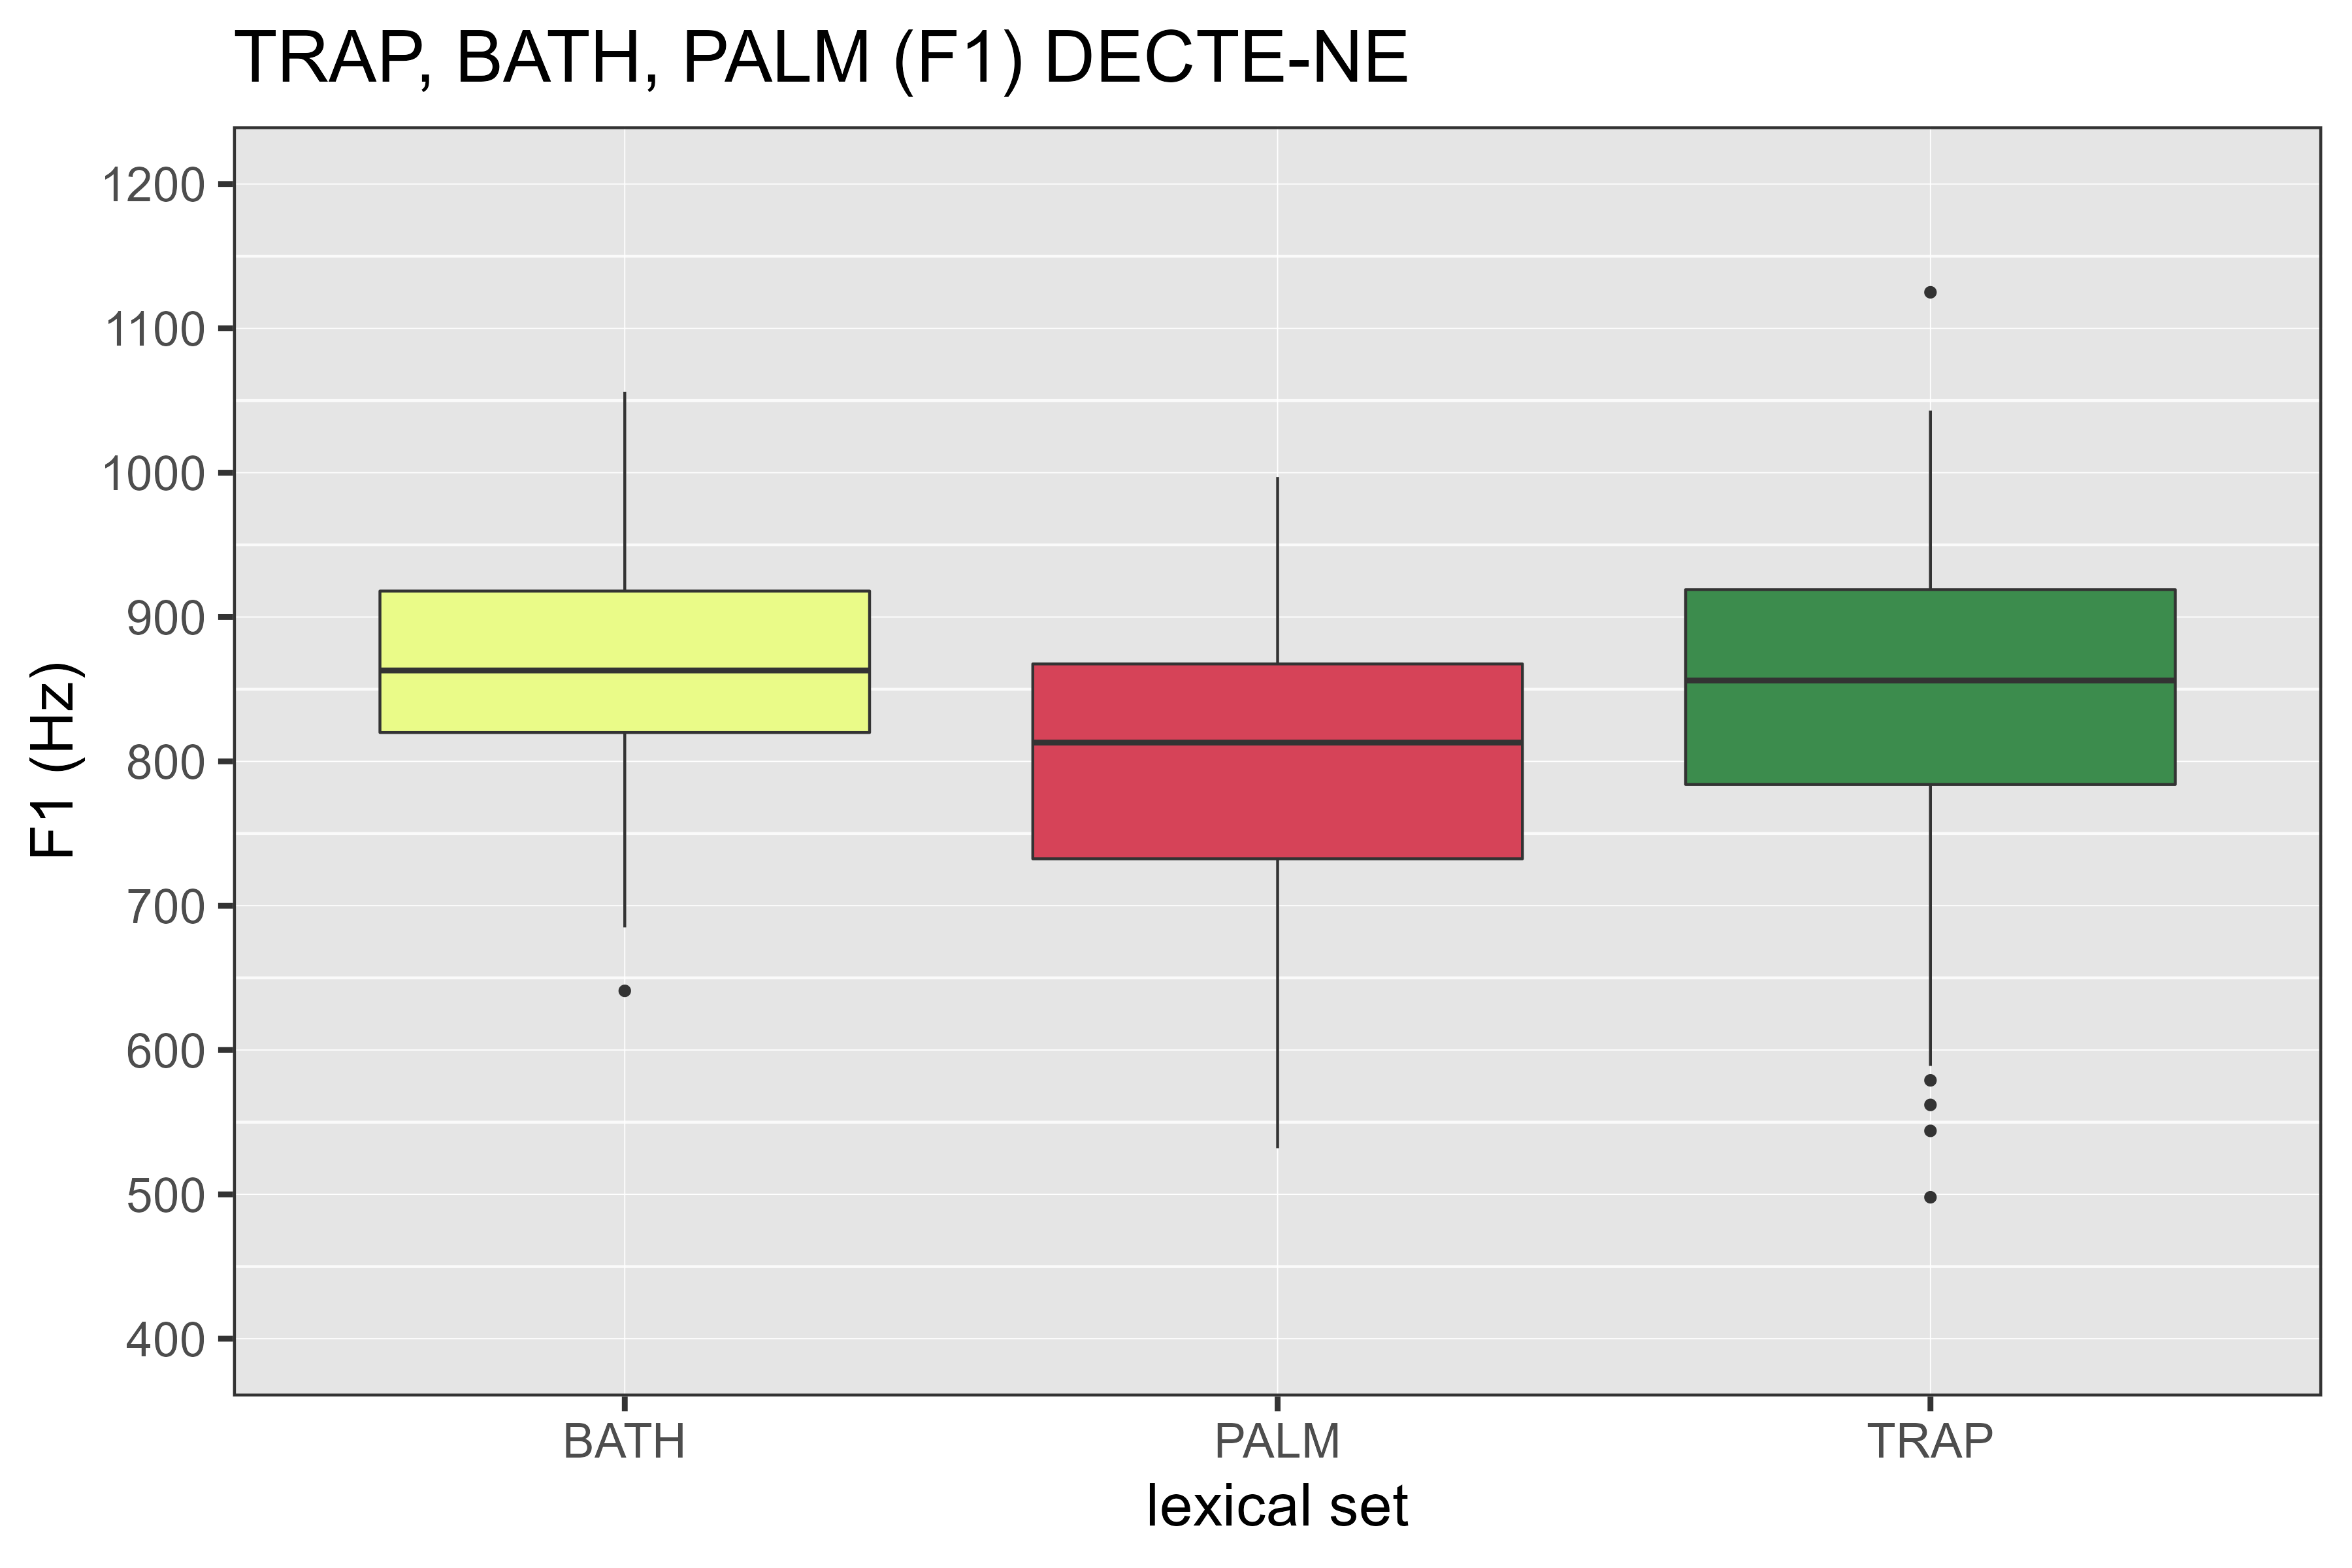 TRAP, BATH, PALM (F1) DECTE-NE
F1 (Hz)
1200
1100
1000
900
800
700
600
500
400
BATH PALM TRAP
lexical set